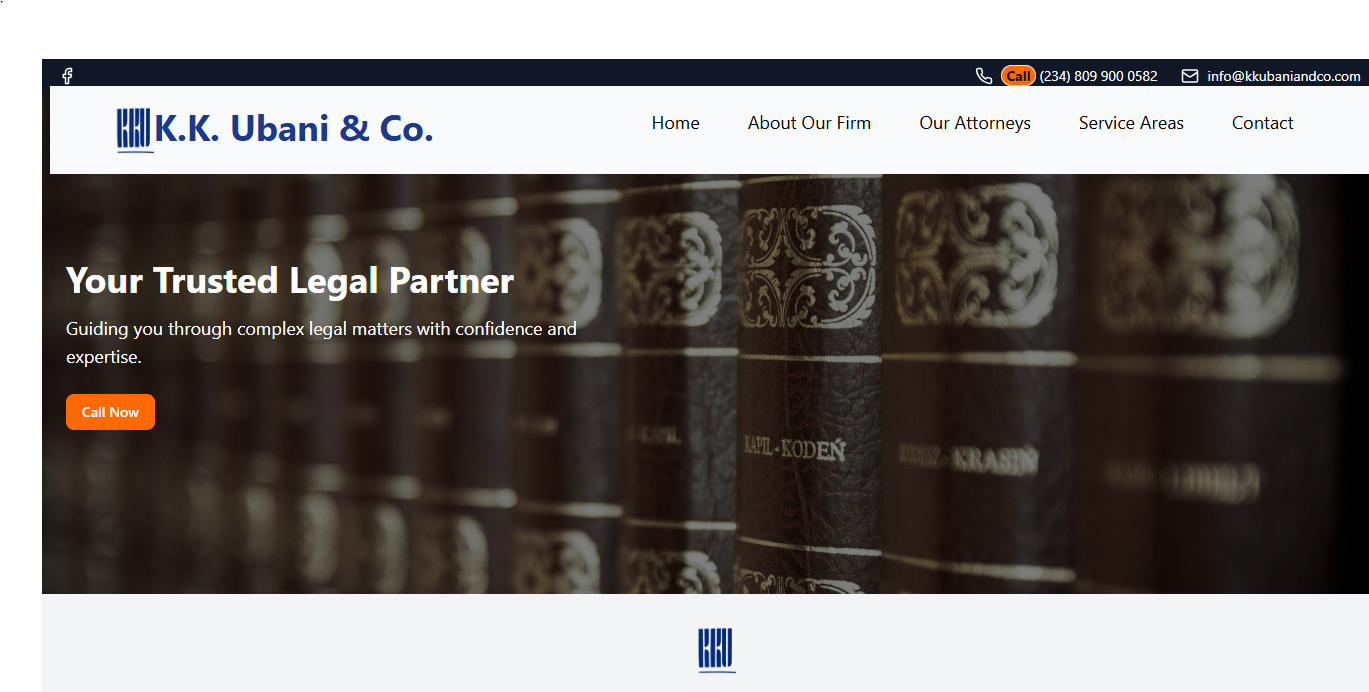 Call (234) 809 900 0582 info@kkubaniandco.com
KKU K.K. Ubani & Co. Home About Our Firm Our Attorneys Service Areas Contact
Your Trusted Legal Partner
Guiding you through complex legal matters with confidence and
expertise.
Call Now
KAPIL-KODEŃ
KRASIŃ
KKU